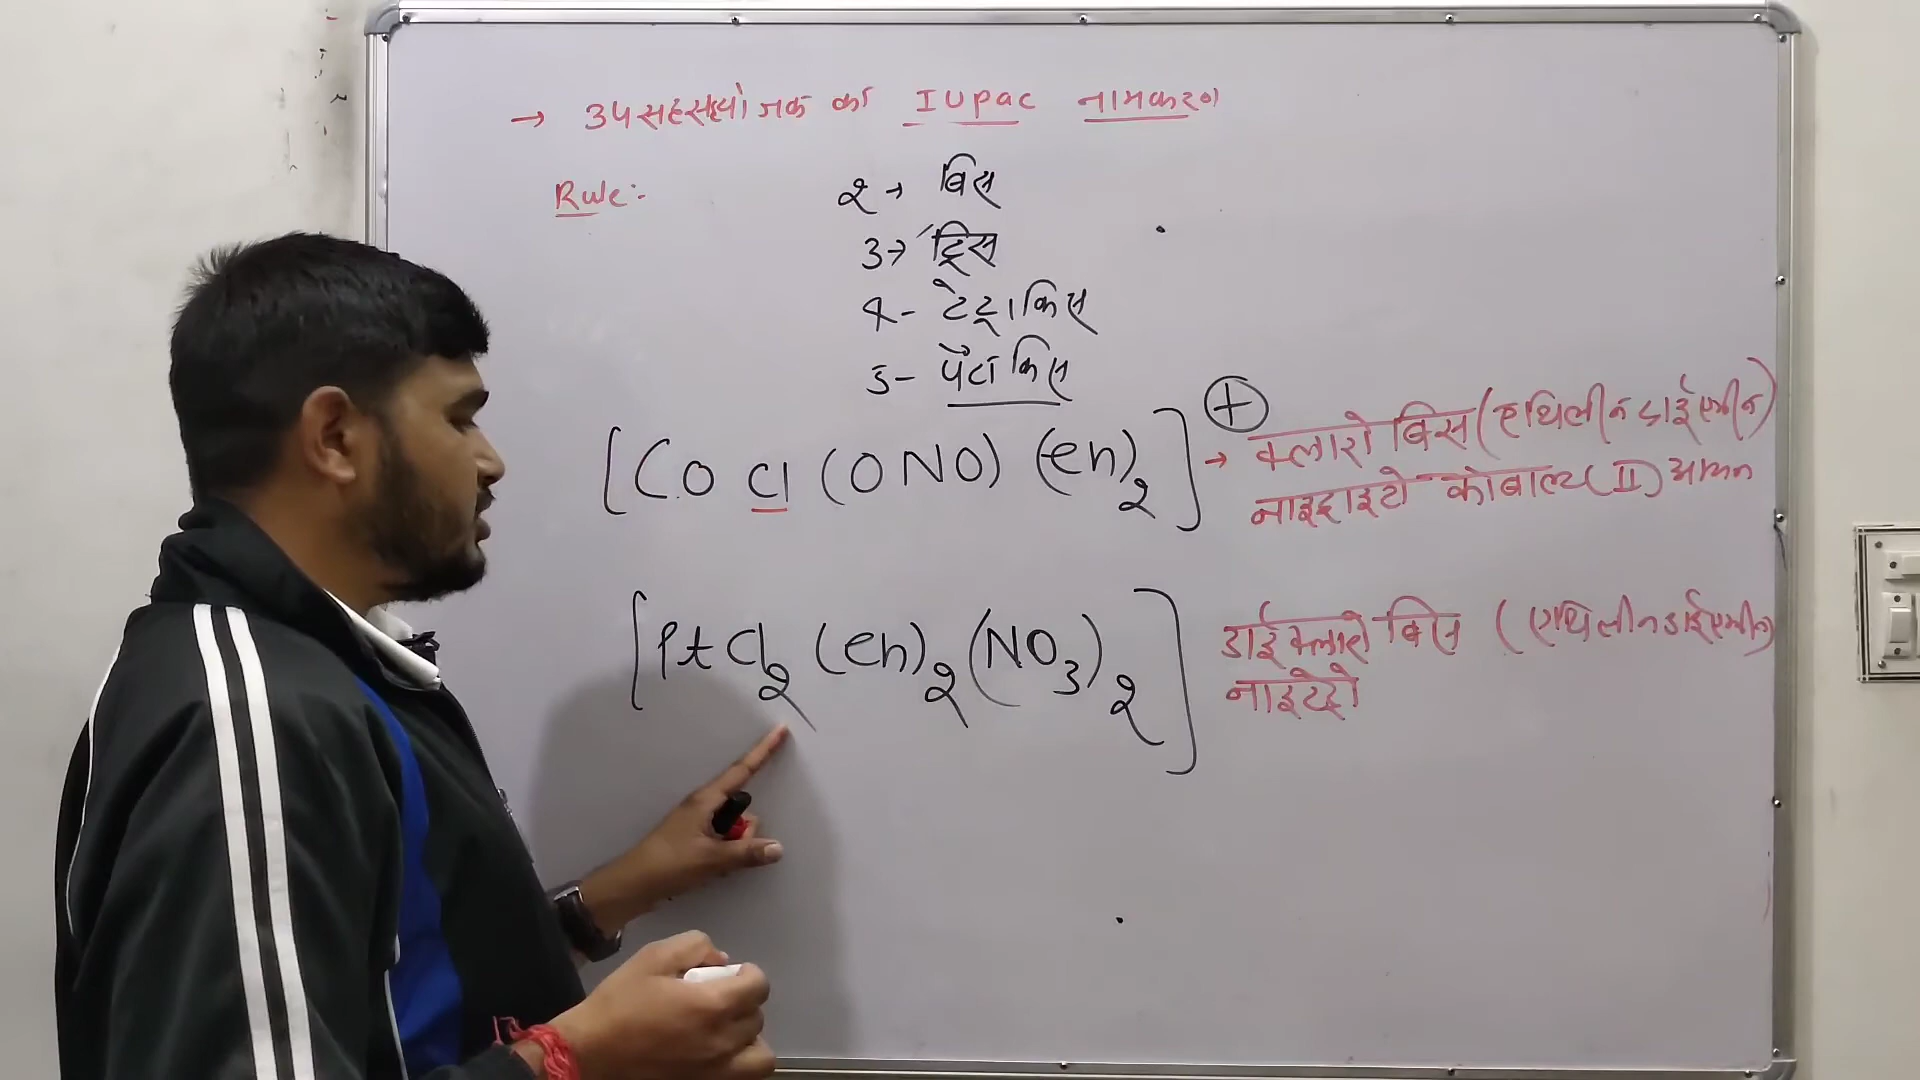 → उपसहसंयोजक का IUPAC नामकरण
Rule:-
2 → बिस
3 → ट्रिस
4 - टेट्राकिस
5 - पेंटाकिस
[Co Cl (ONO) (en)2]⊕ → क्लोरो बिस (एथिलीन डाईएमीन)
नाइट्राइटो कोबाल्ट (II) आयन
[Pt Cl2 (en)2 (NO3)2] डाईक्लोरो बिस (एथिलीनडाईएमीन)
नाइट्रेटो